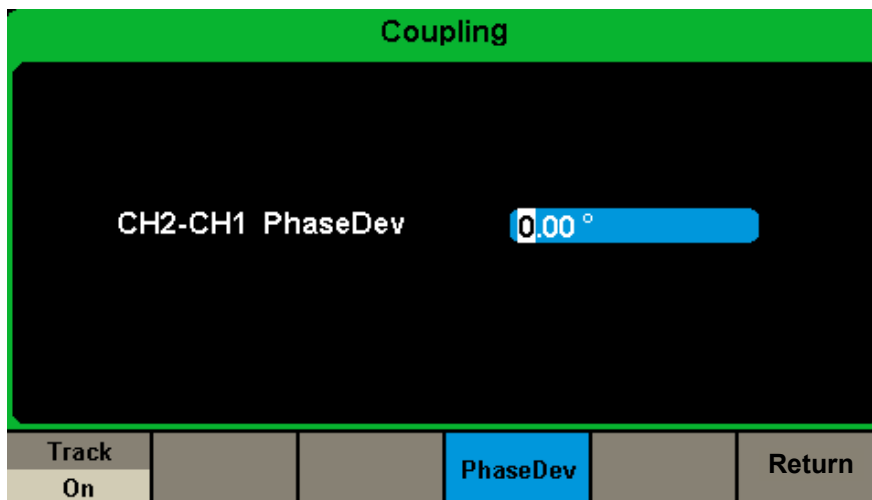 Coupling
CH2-CH1 PhaseDev 0.00 °
Track
On
PhaseDev
Return